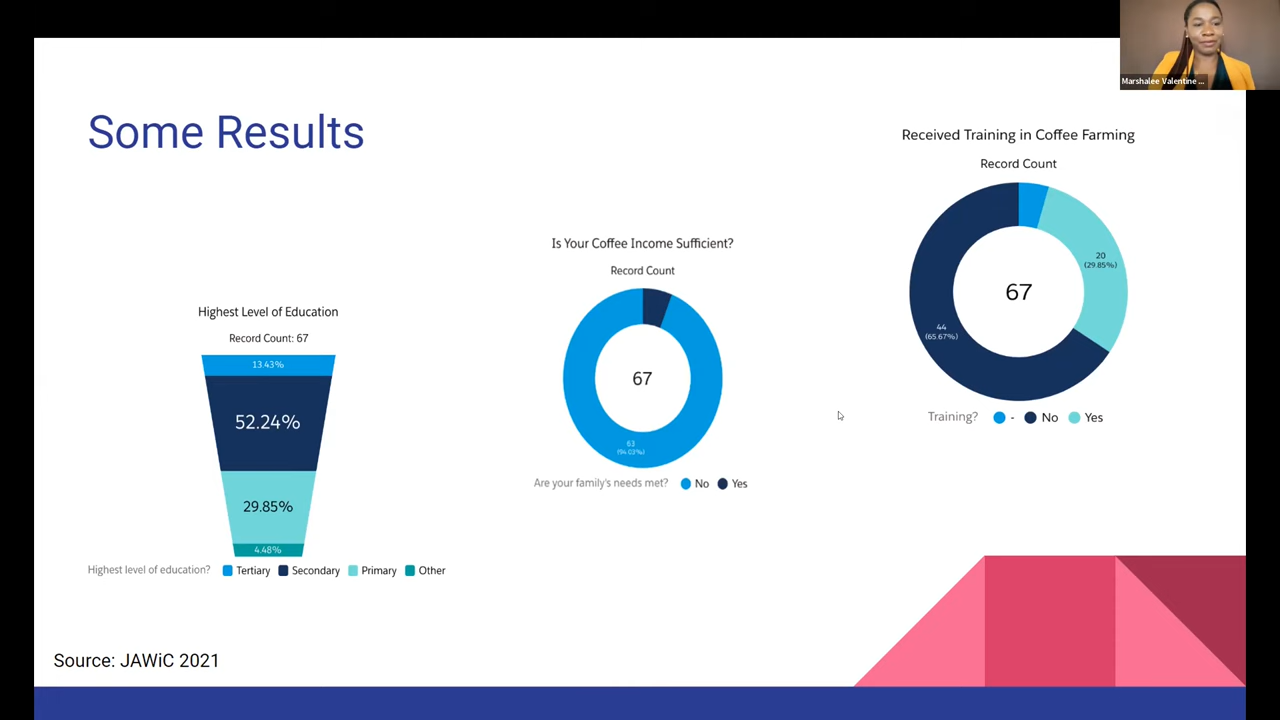 Marshalee Valentine ...
Some Results
Received Training in Coffee Farming
Record Count
20
(29.85%)
67
44
(65.67%)
Training? - No Yes
Is Your Coffee Income Sufficient?
Record Count
67
63
(94.03%)
Are your family's needs met? No Yes
Highest Level of Education
Record Count: 67
13.43%
52.24%
29.85%
4.48%
Highest level of education? Tertiary Secondary Primary Other
Source: JAWiC 2021